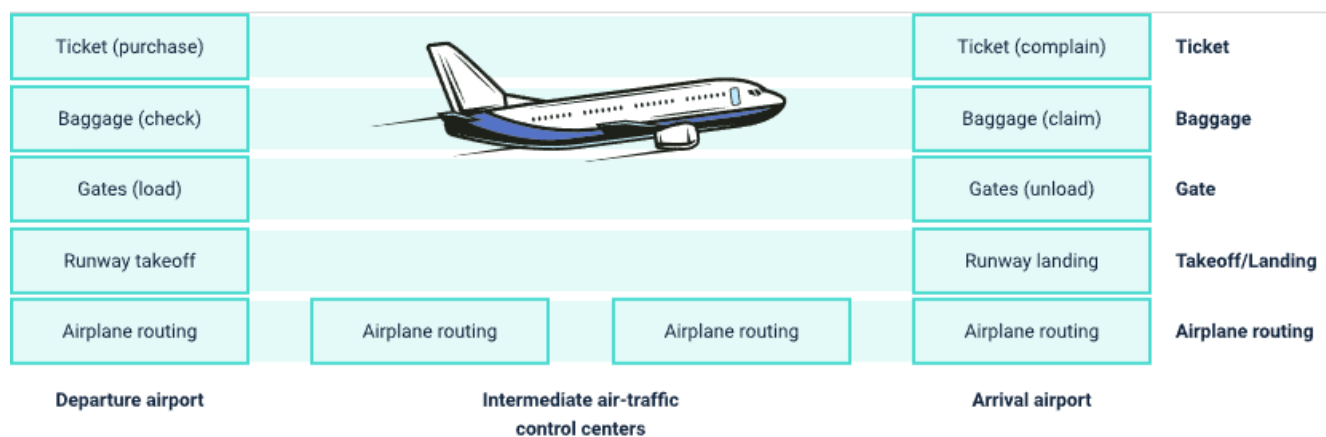 Ticket (purchase)
Ticket (complain)
Ticket
Baggage (check)
Baggage (claim)
Baggage
Gates (load)
Gates (unload)
Gate
Runway takeoff
Runway landing
Takeoff/Landing
Airplane routing
Airplane routing
Airplane routing
Airplane routing
Airplane routing
Departure airport
Intermediate air-traffic
control centers
Arrival airport